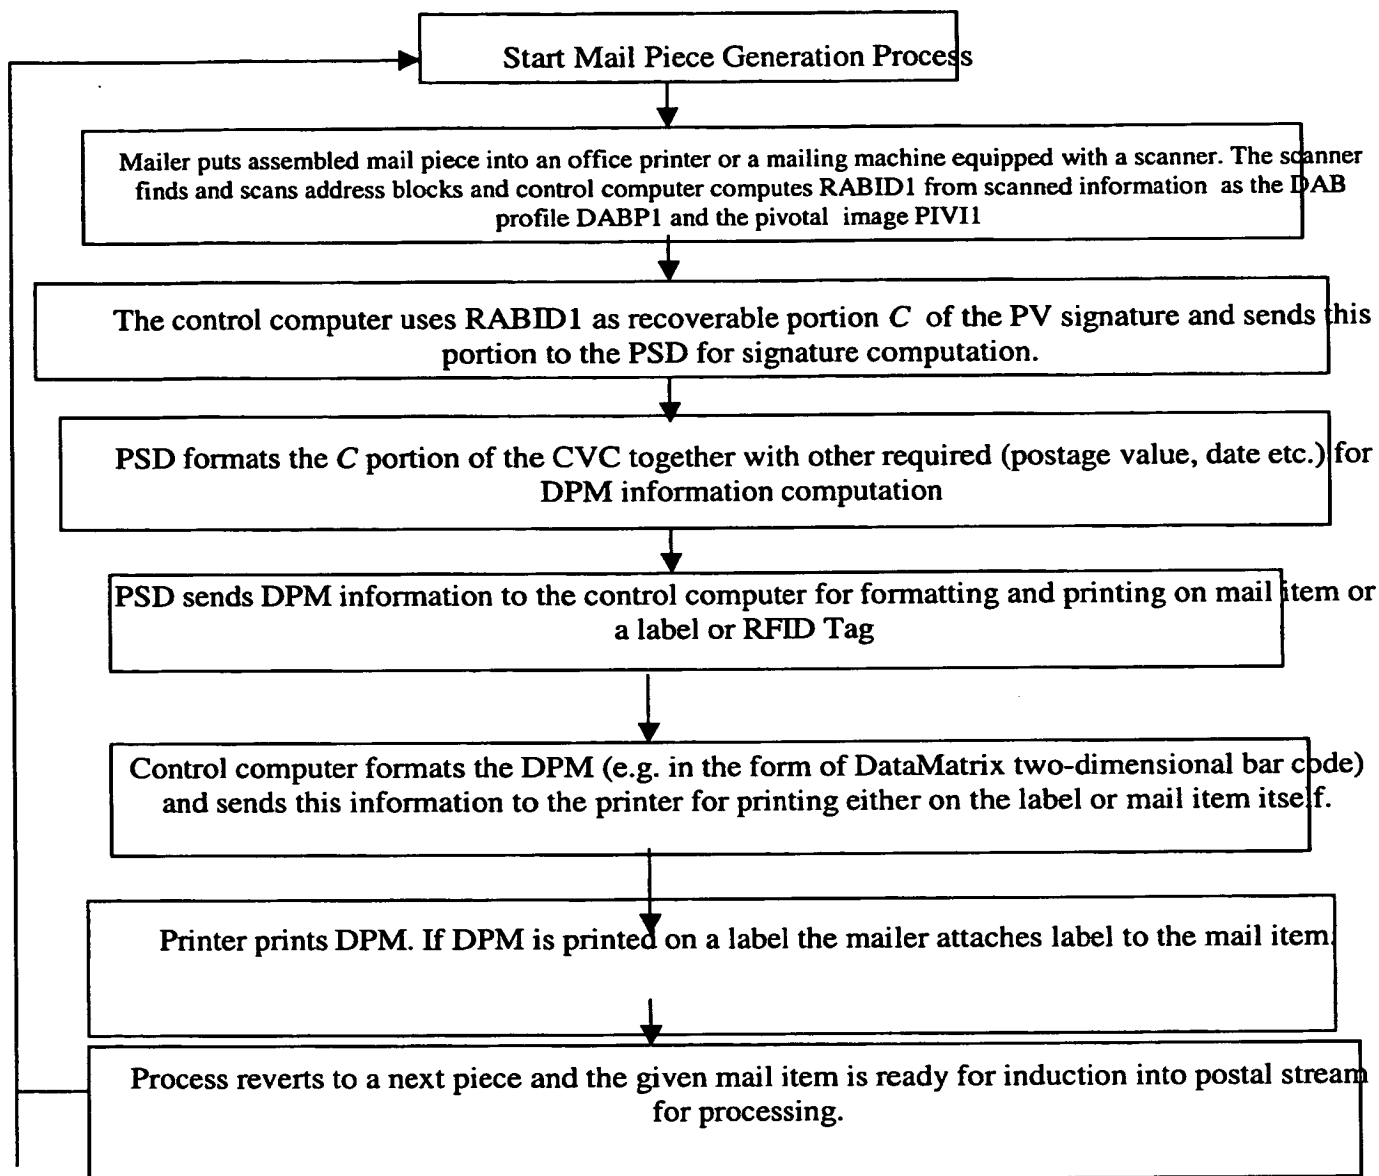 Start Mail Piece Generation Process
Mailer puts assembled mail piece into an office printer or a mailing machine equipped with a scanner. The scanner
finds and scans address blocks and control computer computes RABID1 from scanned information as the DAB
profile DABP1 and the pivotal image PIVI1
The control computer uses RABID1 as recoverable portion C of the PV signature and sends this
portion to the PSD for signature computation.
PSD formats the C portion of the CVC together with other required (postage value, date etc.) for
DPM information computation
PSD sends DPM information to the control computer for formatting and printing on mail item or
a label or RFID Tag
Control computer formats the DPM (e.g. in the form of DataMatrix two-dimensional bar code)
and sends this information to the printer for printing either on the label or mail item itself.
Printer prints DPM. If DPM is printed on a label the mailer attaches label to the mail item.
Process reverts to a next piece and the given mail item is ready for induction into postal stream
for processing.